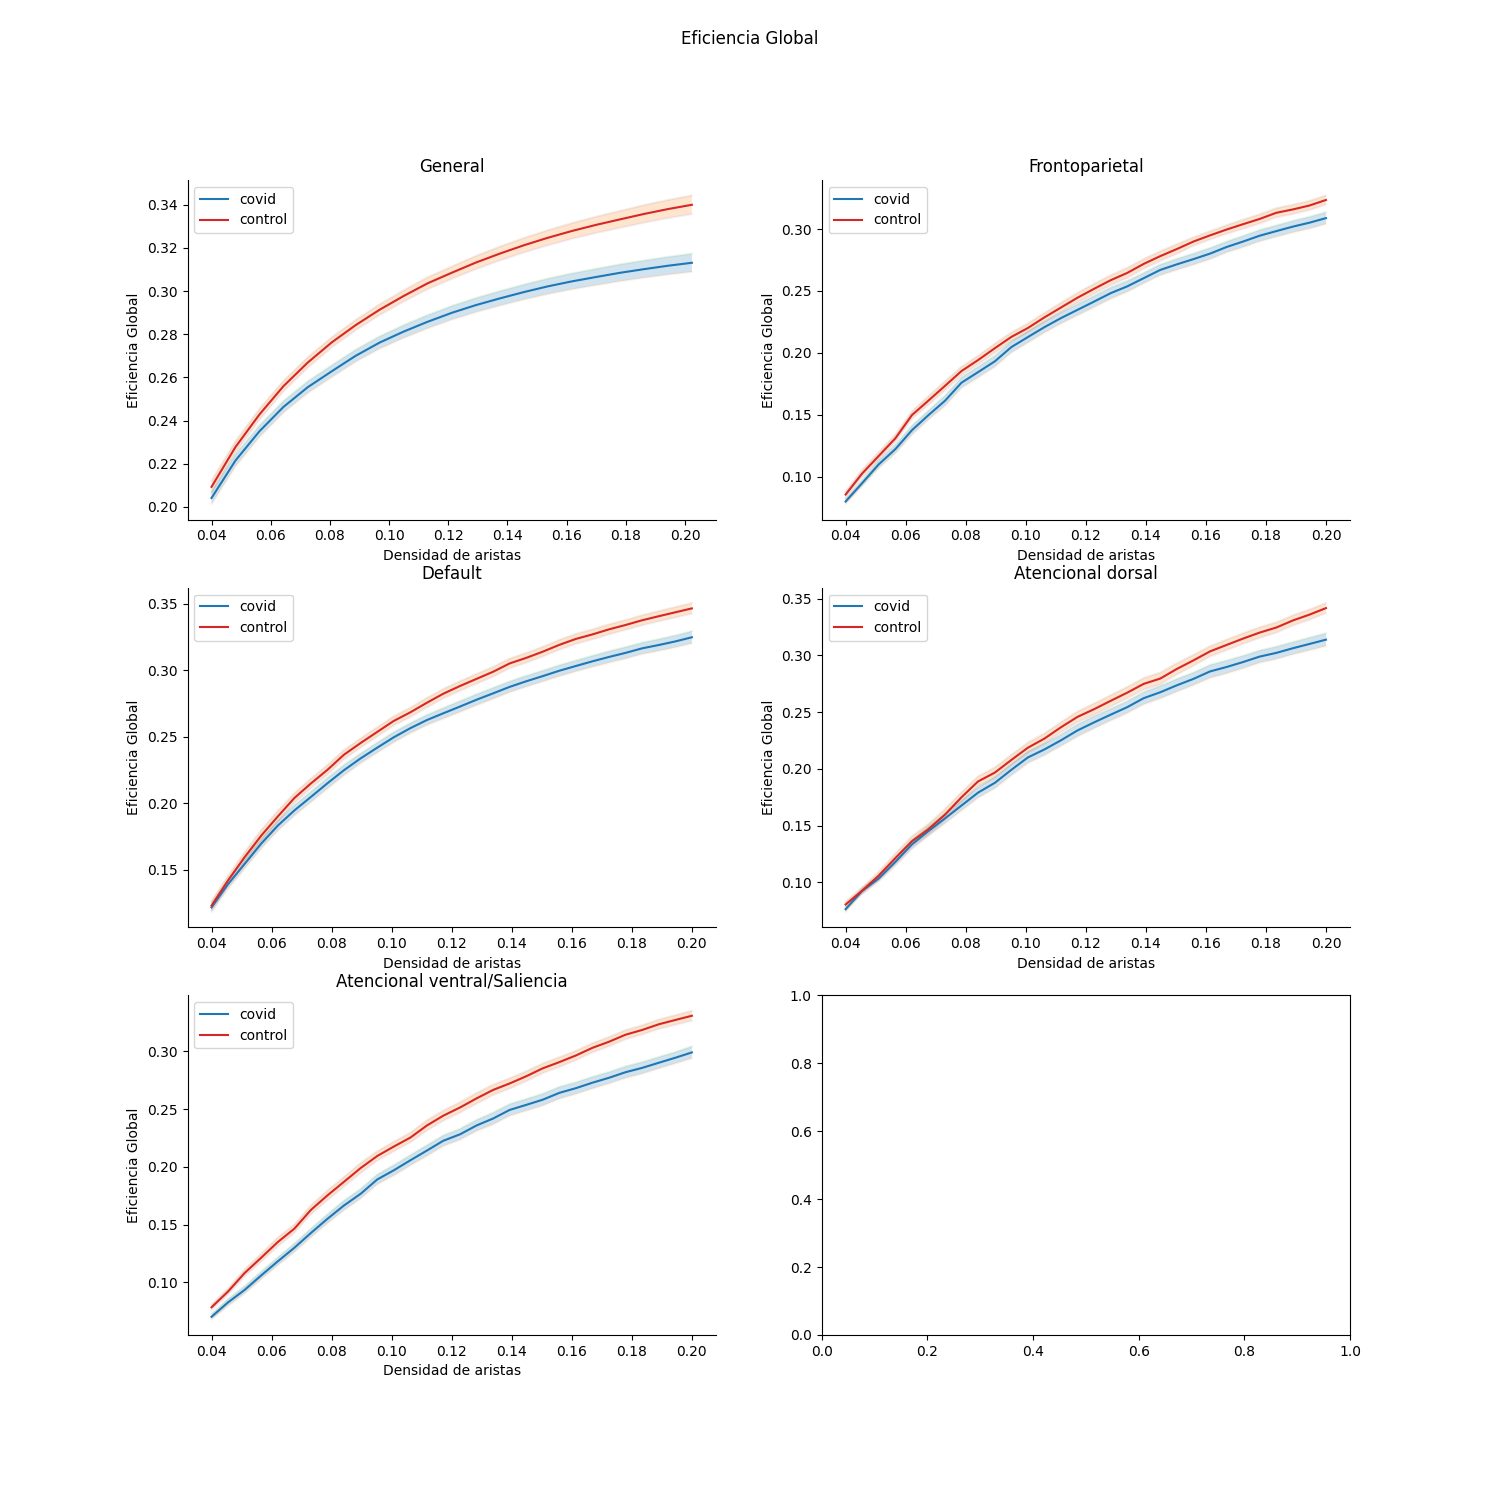 Eficiencia Global
General
covid
control
Eficiencia Global
0.34
0.32
0.30
0.28
0.26
0.24
0.22
0.20
0.04 0.06 0.08 0.10 0.12 0.14 0.16 0.18 0.20
Densidad de aristas
Frontoparietal
covid
control
Eficiencia Global
0.30
0.25
0.20
0.15
0.10
0.04 0.06 0.08 0.10 0.12 0.14 0.16 0.18 0.20
Densidad de aristas
Default
covid
control
Eficiencia Global
0.35
0.30
0.25
0.20
0.15
0.04 0.06 0.08 0.10 0.12 0.14 0.16 0.18 0.20
Densidad de aristas
Atencional dorsal
covid
control
Eficiencia Global
0.35
0.30
0.25
0.20
0.15
0.10
0.04 0.06 0.08 0.10 0.12 0.14 0.16 0.18 0.20
Densidad de aristas
Atencional ventral/Saliencia
covid
control
Eficiencia Global
0.30
0.25
0.20
0.15
0.10
0.04 0.06 0.08 0.10 0.12 0.14 0.16 0.18 0.20
Densidad de aristas
1.0
0.8
0.6
0.4
0.2
0.0
0.0 0.2 0.4 0.6 0.8 1.0